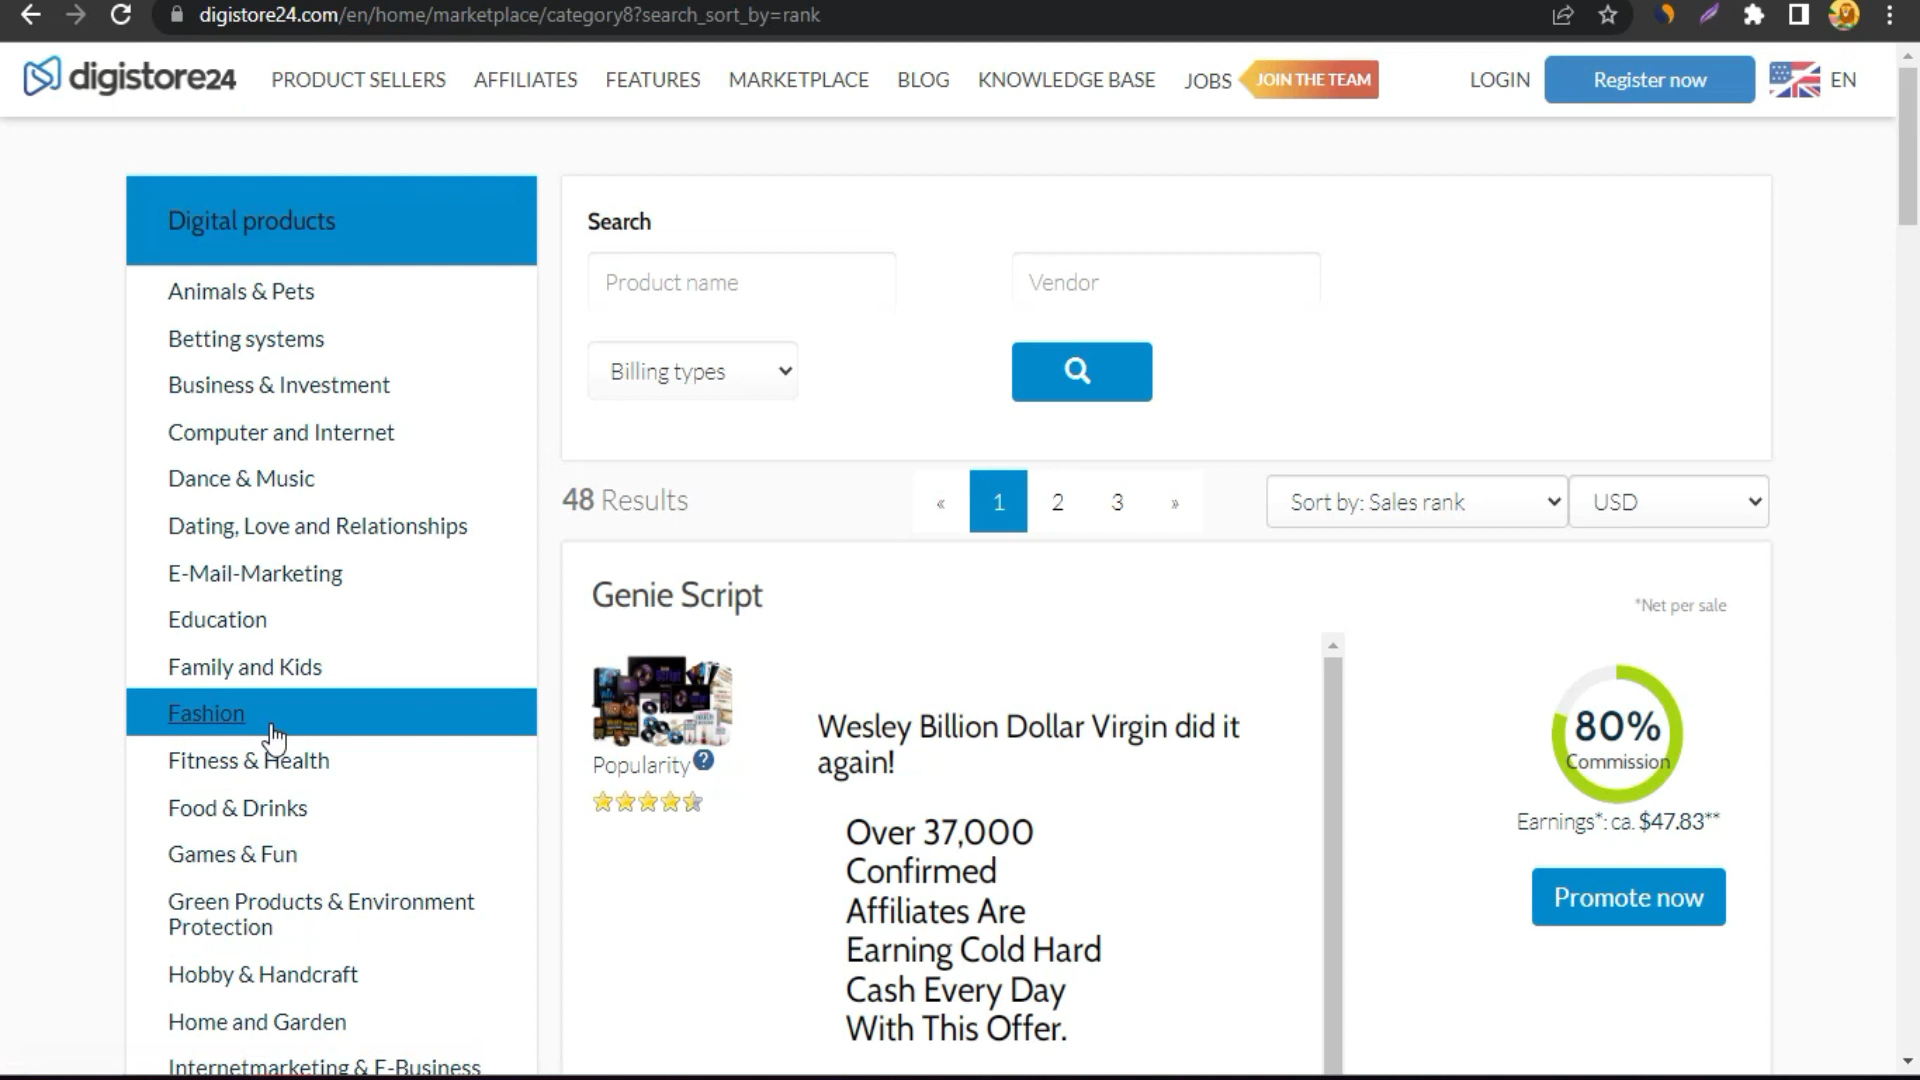 digistore24.com/en/home/marketplace/category8?search_sort_by=rank
digistore24 PRODUCT SELLERS AFFILIATES FEATURES MARKETPLACE BLOG KNOWLEDGE BASE JOBS JOIN THE TEAM LOGIN Register now EN
Digital products
Animals & Pets
Betting systems
Business & Investment
Computer and Internet
Dance & Music
Dating, Love and Relationships
E-Mail-Marketing
Education
Family and Kids
Fashion
Fitness & Health
Food & Drinks
Games & Fun
Green Products & Environment
Protection
Hobby & Handcraft
Home and Garden
Internetmarketing & E-Business
Search
Product name Vendor
Billing types
48 Results « 1 2 3 » Sort by: Sales rank USD
Genie Script
*Net per sale
Popularity ?
Wesley Billion Dollar Virgin did it
again!
Over 37,000
Confirmed
Affiliates Are
Earning Cold Hard
Cash Every Day
With This Offer.
80%
Commission
Earnings*: ca. $47.83**
Promote now